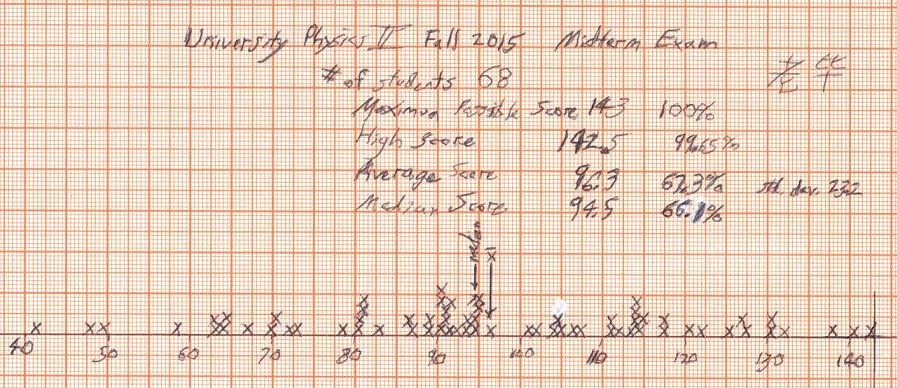 University Physics II Fall 2015 Midterm Exam
# of students 68
Maximum Possible Score 143 100%
High Score 142.5 99.65%
Average Score 96.3 67.3% std. dev. 23.2
Median Score 94.5 66.1%
median x̄
40 50 60 70 80 90 100 110 120 130 140